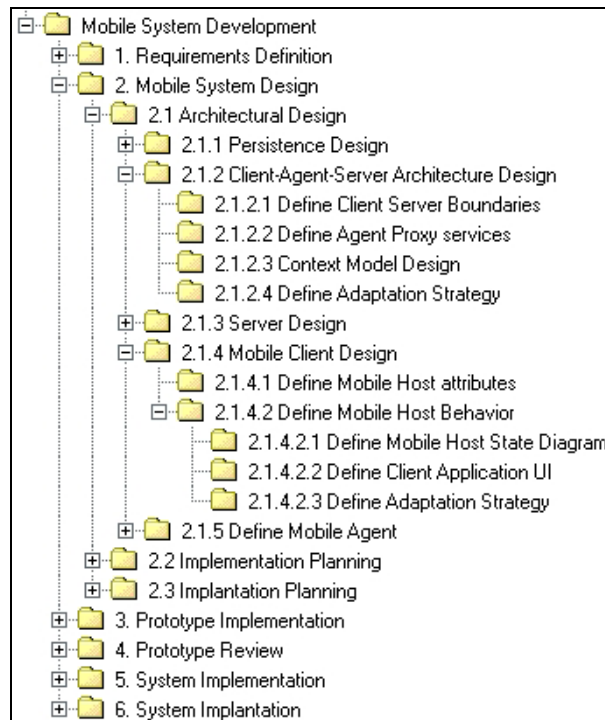 Mobile System Development
1. Requirements Definition
2. Mobile System Design
2.1 Architectural Design
2.1.1 Persistence Design
2.1.2 Client-Agent-Server Architecture Design
2.1.2.1 Define Client Server Boundaries
2.1.2.2 Define Agent Proxy services
2.1.2.3 Context Model Design
2.1.2.4 Define Adaptation Strategy
2.1.3 Server Design
2.1.4 Mobile Client Design
2.1.4.1 Define Mobile Host attributes
2.1.4.2 Define Mobile Host Behavior
2.1.4.2.1 Define Mobile Host State Diagram
2.1.4.2.2 Define Client Application UI
2.1.4.2.3 Define Adaptation Strategy
2.1.5 Define Mobile Agent
2.2 Implementation Planning
2.3 Implantation Planning
3. Prototype Implementation
4. Prototype Review
5. System Implementation
6. System Implantation